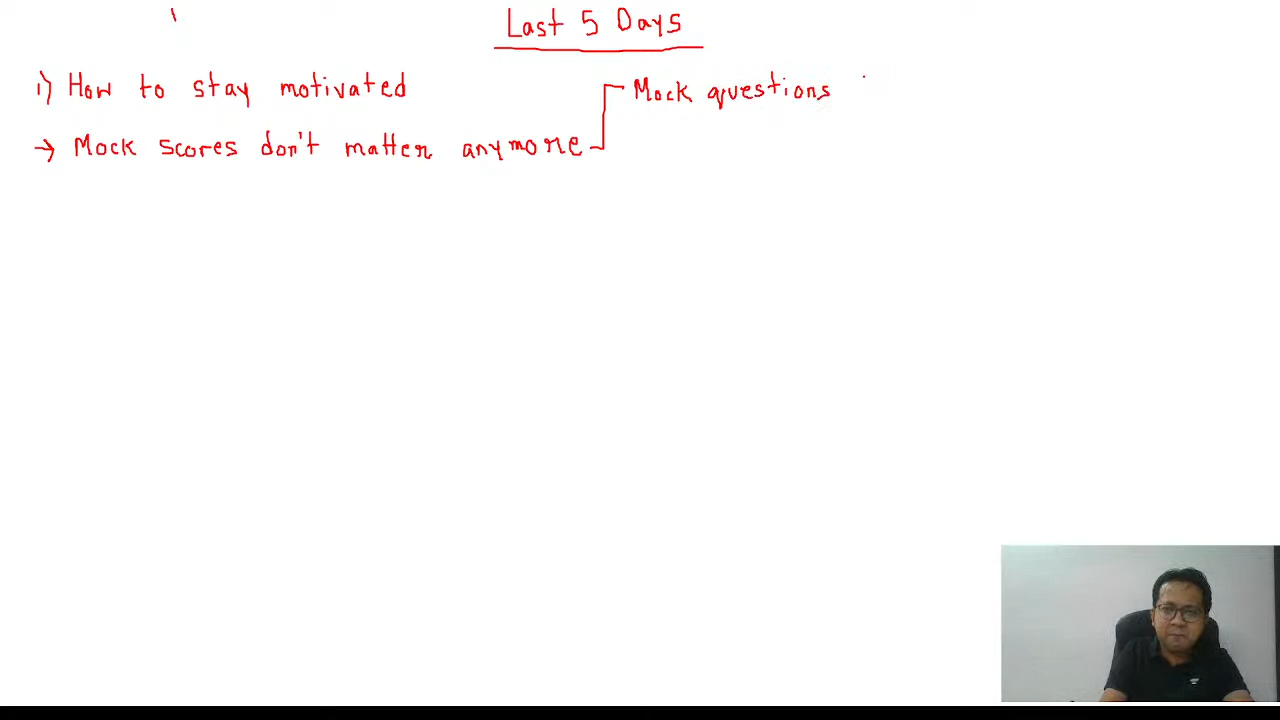 Last 5 Days
i) How to stay motivated
→ Mock scores don't matter anymore
Mock questions